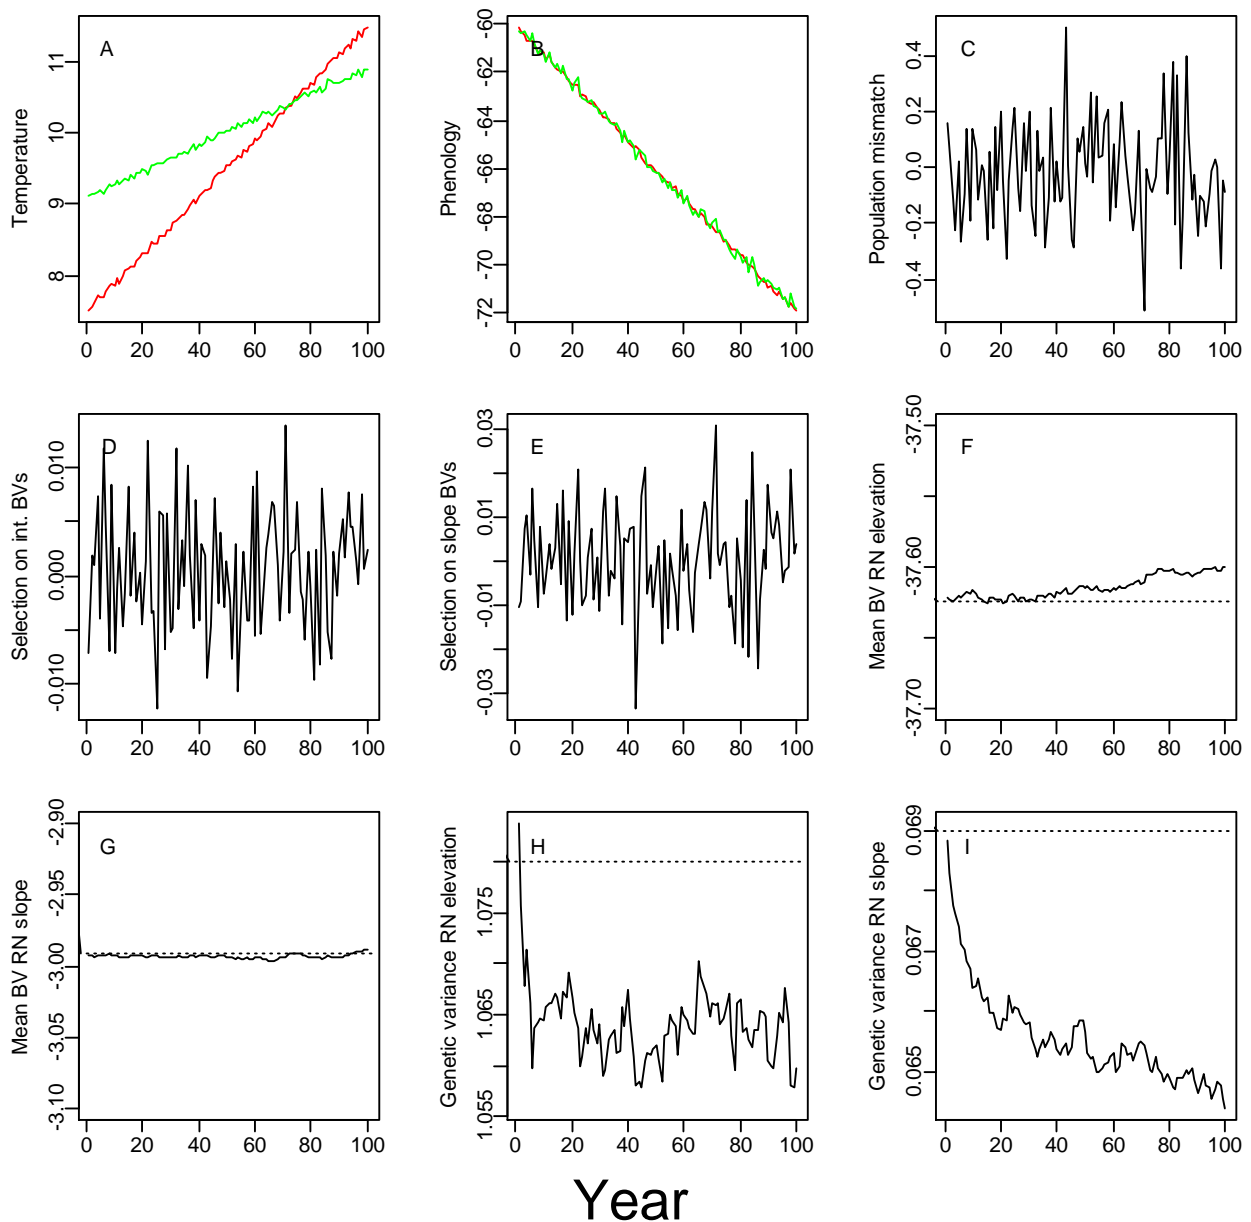 Temperature
A
8
9
10
11
0 20 40 60 80 100
Phenology
B
-72
-70
-68
-66
-64
-62
-60
0 20 40 60 80 100
Population mismatch
C
-0.4
-0.2
0.0
0.2
0.4
0 20 40 60 80 100
Selection on int. BVs
D
-0.010
0.000
0.010
0 20 40 60 80 100
Selection on slope BVs
E
-0.03
-0.01
0.01
0.03
0 20 40 60 80 100
Mean BV RN elevation
F
-37.70
-37.60
-37.50
0 20 40 60 80 100
Mean BV RN slope
G
-3.10
-3.05
-3.00
-2.95
-2.90
0 20 40 60 80 100
Genetic variance RN elevation
H
1.055
1.065
1.075
0 20 40 60 80 100
Genetic variance RN slope
I
0.065
0.067
0.069
0 20 40 60 80 100
Year